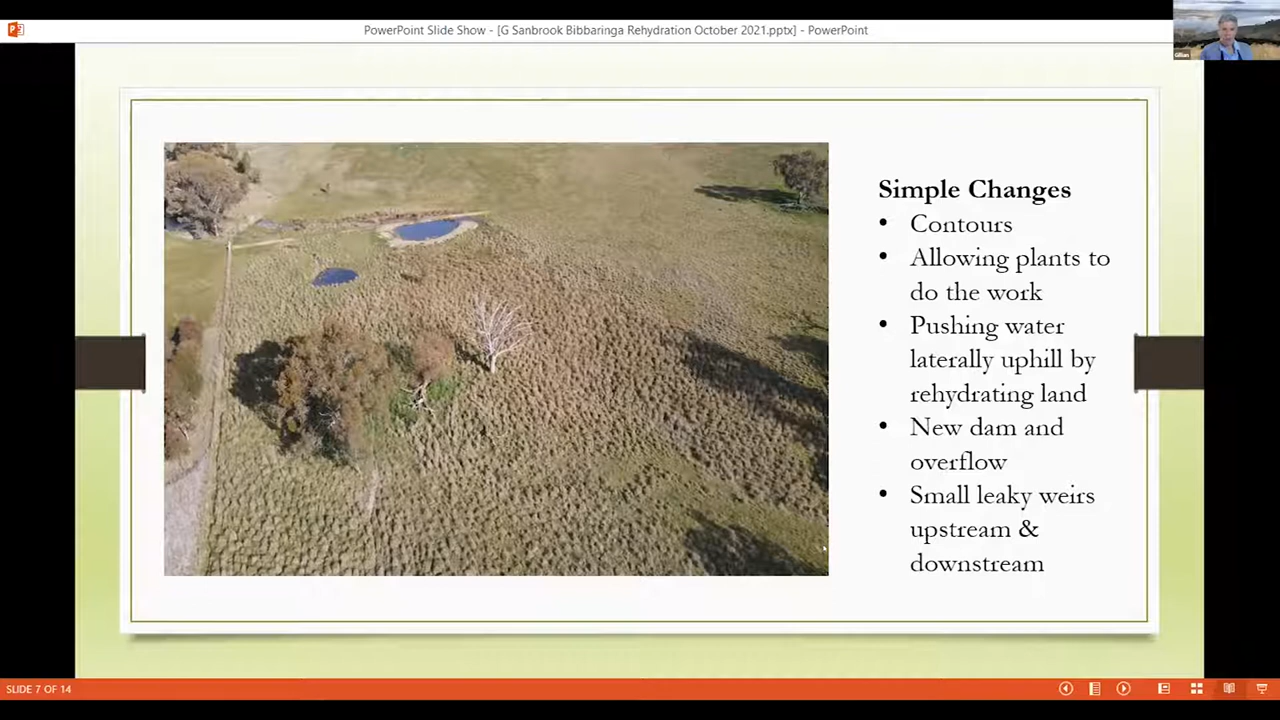 PowerPoint Slide Show - [G Sanbrook Bibbaringa Rehydration October 2021.pptx] - PowerPoint
Gillian
Simple Changes
• Contours
• Allowing plants to
do the work
• Pushing water
laterally uphill by
rehydrating land
• New dam and
overflow
• Small leaky weirs
upstream &
downstream
SLIDE 7 OF 14